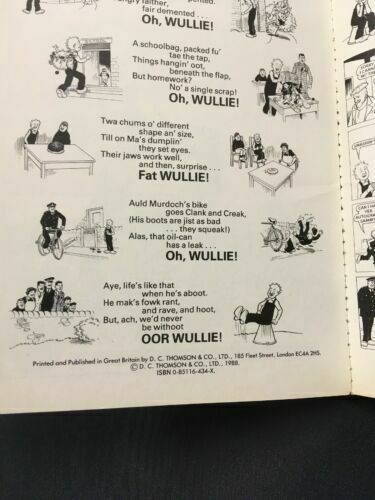 fair demented . . .
Oh, WULLIE!
A schoolbag, packed fu'
tae the tap,
Things hangin' oot,
beneath the flap,
But homework?
No' a single scrap!
Oh, WULLIE!
Twa chums o' different
shape an' size,
Till on Ma's dumplin'
they set eyes.
Their jaws work well,
and then, surprise . . .
Fat WULLIE!
Auld Murdoch's bike
goes Clank and Creak,
(His boots are jist as bad
. . . they squeak!)
Alas, that oil-can
has a leak . . .
Oh, WULLIE!
Aye, life's like that
when he's aboot.
He mak's fowk rant,
and rave, and hoot,
But, ach, we'd never
be withoot
OOR WULLIE!
Printed and Published in Great Britain by D. C. THOMSON & CO., LTD., 185 Fleet Street, London EC4A 2HS.
© D. C. THOMSON & CO., LTD., 1988.
ISBN 0-85116-434-X.